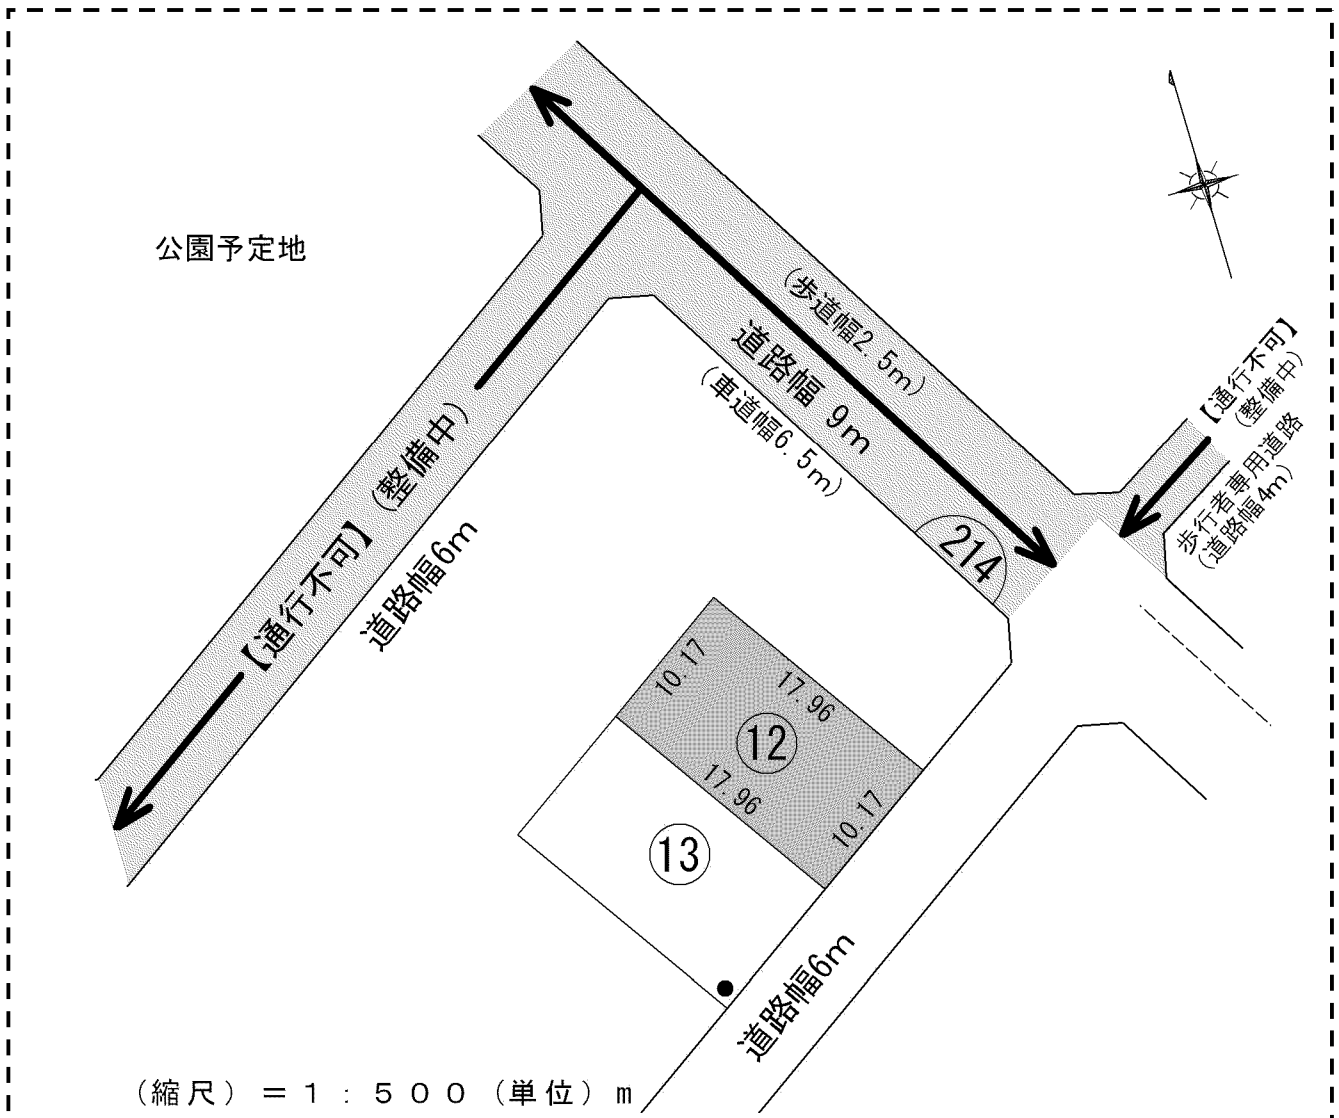 公園予定地
(歩道幅2.5m)
道路幅 9m
(車道幅6.5m)
【通行不可】
(整備中)
歩行者専用道路
(道路幅4m)
【通行不可】(整備中)
道路幅6m
214
10.17
17.96
12
17.96
10.17
13
道路幅6m
(縮尺)=1:500(単位)m